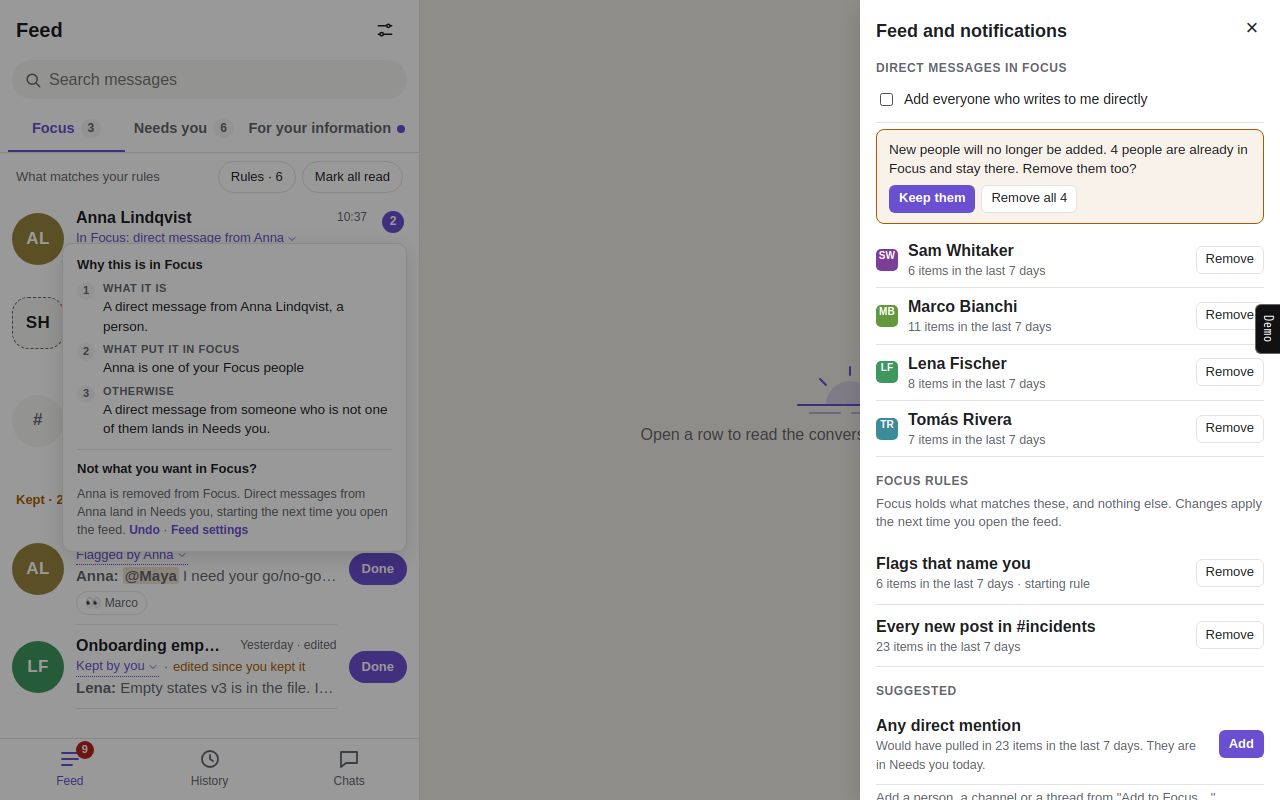 Feed
Search messages
Focus 3
Needs you 6
For your information
What matches your rules
Rules · 6
Mark all read
AL
Anna Lindqvist
10:37
2
In Focus: direct message from Anna
Why this is in Focus
1
WHAT IT IS
A direct message from Anna Lindqvist, a
person.
2
WHAT PUT IT IN FOCUS
Anna is one of your Focus people
3
OTHERWISE
A direct message from someone who is not one
of them lands in Needs you.
Not what you want in Focus?
Anna is removed from Focus. Direct messages from
Anna land in Needs you, starting the next time you open
the feed. Undo · Feed settings
SH
#
Kept · 2
AL
Flagged by Anna
Anna: @Maya I need your go/no-go…
👀 Marco
Done
LF
Onboarding emp…
Yesterday · edited
Kept by you · edited since you kept it
Lena: Empty states v3 is in the file. I…
Done
9
Feed
History
Chats
Open a row to read the convers
Feed and notifications
×
DIRECT MESSAGES IN FOCUS
Add everyone who writes to me directly
New people will no longer be added. 4 people are already in
Focus and stay there. Remove them too?
Keep them
Remove all 4
SW
Sam Whitaker
6 items in the last 7 days
Remove
MB
Marco Bianchi
11 items in the last 7 days
Remove
Demo
LF
Lena Fischer
8 items in the last 7 days
Remove
TR
Tomás Rivera
7 items in the last 7 days
Remove
FOCUS RULES
Focus holds what matches these, and nothing else. Changes apply
the next time you open the feed.
Flags that name you
6 items in the last 7 days · starting rule
Remove
Every new post in #incidents
23 items in the last 7 days
Remove
SUGGESTED
Any direct mention
Would have pulled in 23 items in the last 7 days. They are
in Needs you today.
Add
Add a person, a channel or a thread from "Add to Focus…"